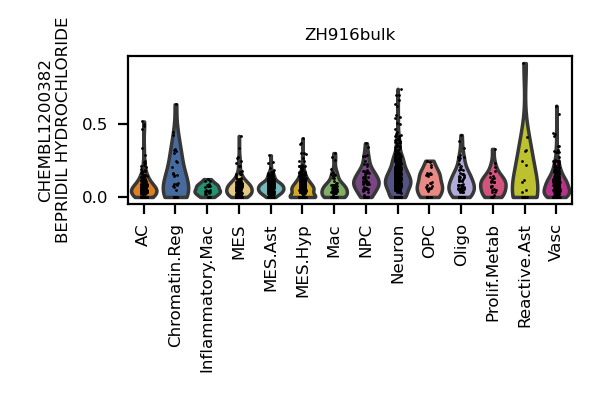 ZH916bulk
CHEMBL1200382
BEPRIDIL HYDROCHLORIDE
0.5
0.0
AC
Chromatin.Reg
Inflammatory.Mac
MES
MES.Ast
MES.Hyp
Mac
NPC
Neuron
OPC
Oligo
Prolif.Metab
Reactive.Ast
Vasc